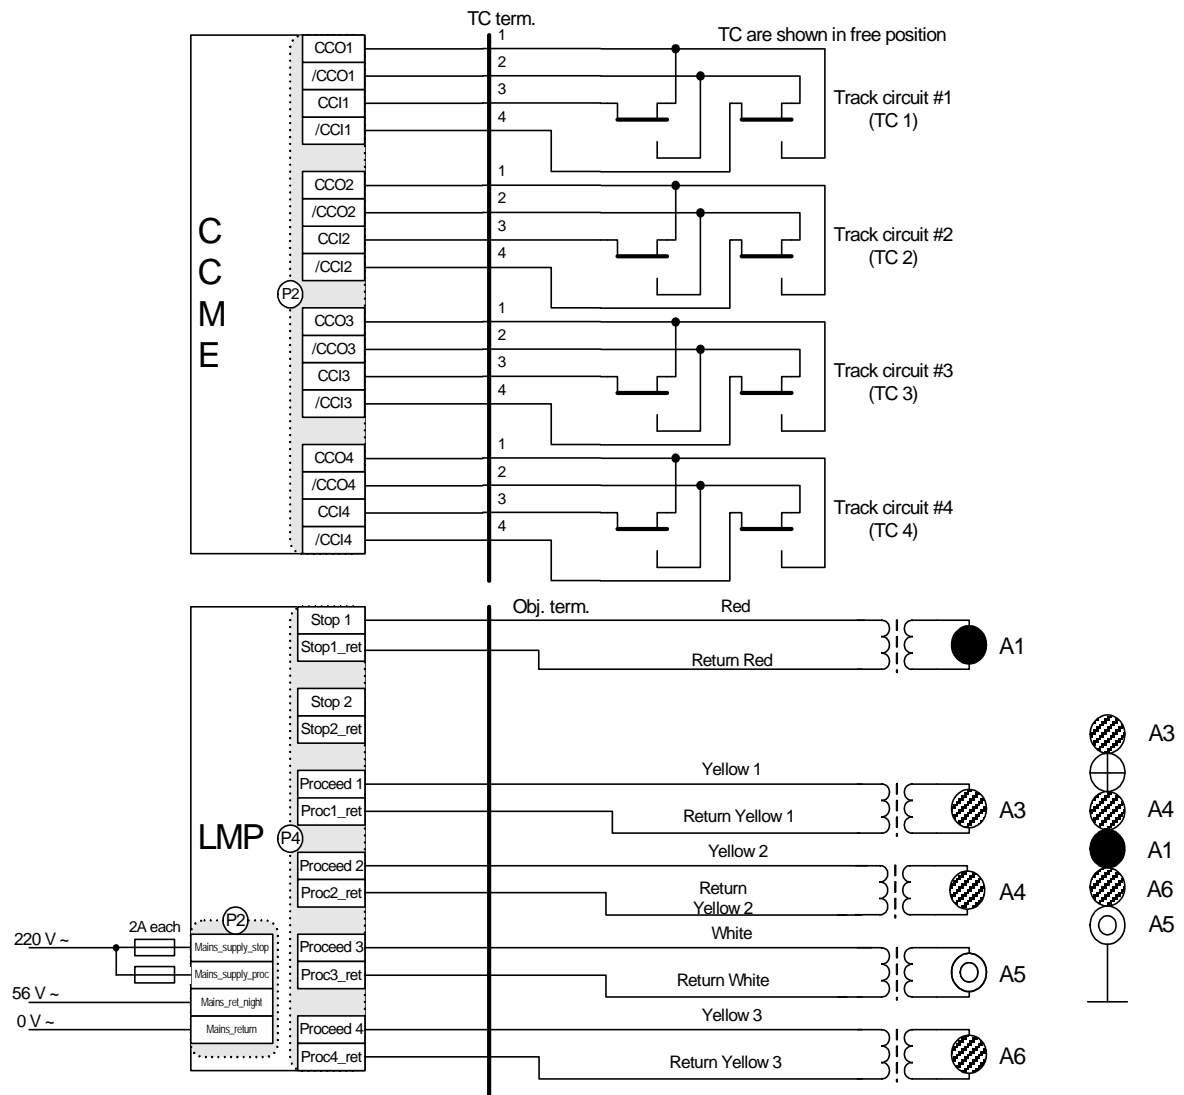 TC term.
TC are shown in free position
CCME
P2
CCO1
/CCO1
CCI1
/CCI1
1
2
3
4
Track circuit #1
(TC 1)
CCO2
/CCO2
CCI2
/CCI2
1
2
3
4
Track circuit #2
(TC 2)
CCO3
/CCO3
CCI3
/CCI3
1
2
3
4
Track circuit #3
(TC 3)
CCO4
/CCO4
CCI4
/CCI4
1
2
3
4
Track circuit #4
(TC 4)
Obj. term.
LMP
P4
Stop 1
Stop1_ret
Red
Return Red
A1
Stop 2
Stop2_ret
Proceed 1
Proc1_ret
Yellow 1
Return Yellow 1
A3
Proceed 2
Proc2_ret
Yellow 2
Return
Yellow 2
A4
Proceed 3
Proc3_ret
White
Return White
A5
Proceed 4
Proc4_ret
Yellow 3
Return Yellow 3
A6
P2
2A each
220 V ~
Mains_supply_stop
Mains_supply_proc
56 V ~
Mains_ret_night
0 V ~
Mains_return
A3
A4
A1
A6
A5